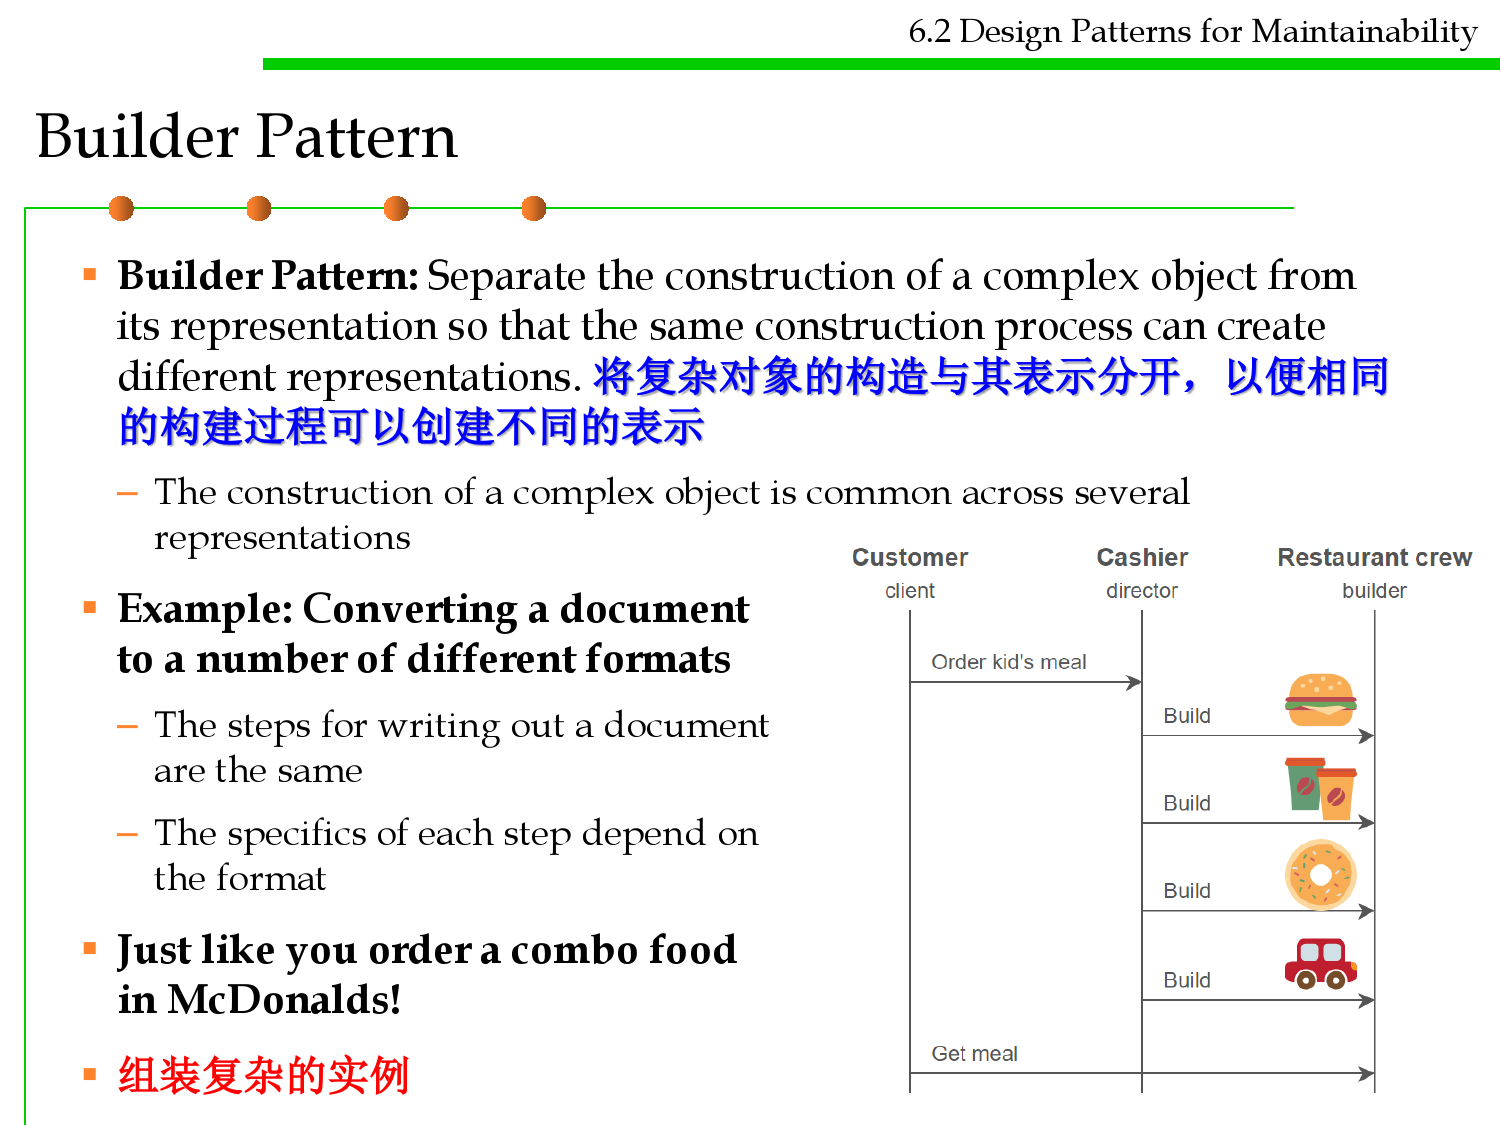 6.2 Design Patterns for Maintainability
Builder Pattern
▪ Builder Pattern: Separate the construction of a complex object from
its representation so that the same construction process can create
different representations. 将复杂对象的构造与其表示分开，以便相同
的构建过程可以创建不同的表示
– The construction of a complex object is common across several
representations
▪ Example: Converting a document
to a number of different formats
– The steps for writing out a document
are the same
– The specifics of each step depend on
the format
▪ Just like you order a combo food
in McDonalds!
▪ 组装复杂的实例
Customer
client
Cashier
director
Restaurant crew
builder
Order kid's meal
Build
Build
Build
Build
Get meal